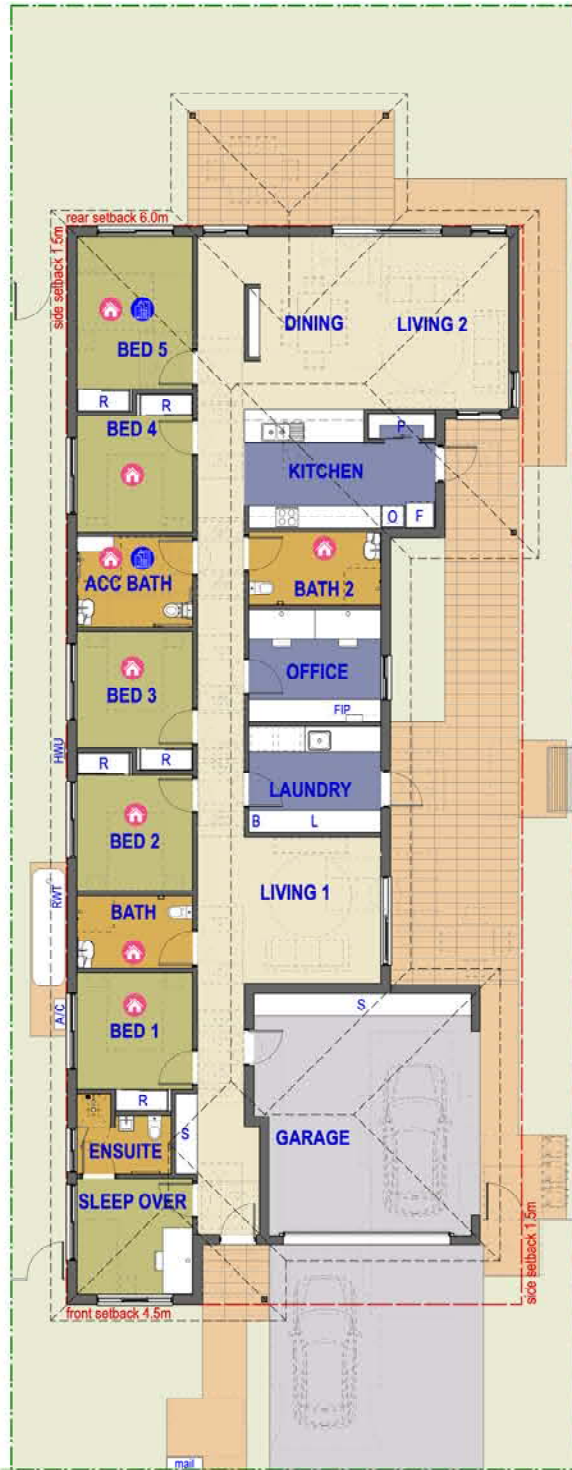 rear setback 6.0m
side setback 1.5m
DINING
LIVING 2
BED 5
R
R
BED 4
P
KITCHEN
O
F
ACC BATH
BATH 2
BED 3
OFFICE
FIP
HWU
R
R
LAUNDRY
BED 2
B
L
RWT
BATH
LIVING 1
A/C
BED 1
S
R
S
GARAGE
ENSUITE
SLEEP OVER
side setback 1.5m
front setback 4.5m
mail